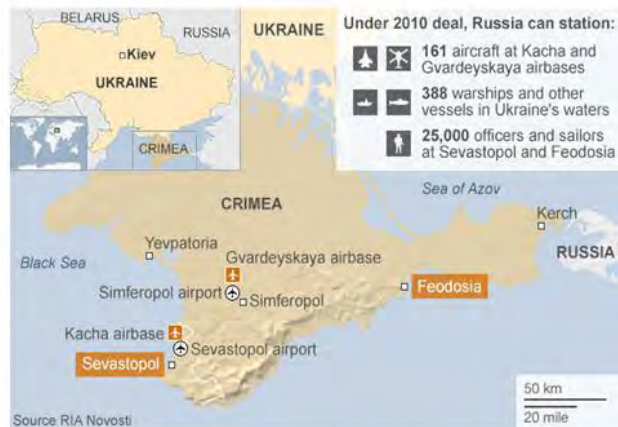 BELARUS
RUSSIA
Kiev
UKRAINE
CRIMEA
UKRAINE
Under 2010 deal, Russia can station:
161 aircraft at Kacha and
Gvardeyskaya airbases
388 warships and other
vessels in Ukraine's waters
25,000 officers and sailors
at Sevastopol and Feodosia
Sea of Azov
CRIMEA
Kerch
Yevpatoria
RUSSIA
Black Sea
Gvardeyskaya airbase
Simferopol airport
Simferopol
Feodosia
Kacha airbase
Sevastopol airport
Sevastopol
50 km
20 mile
Source RIA Novosti